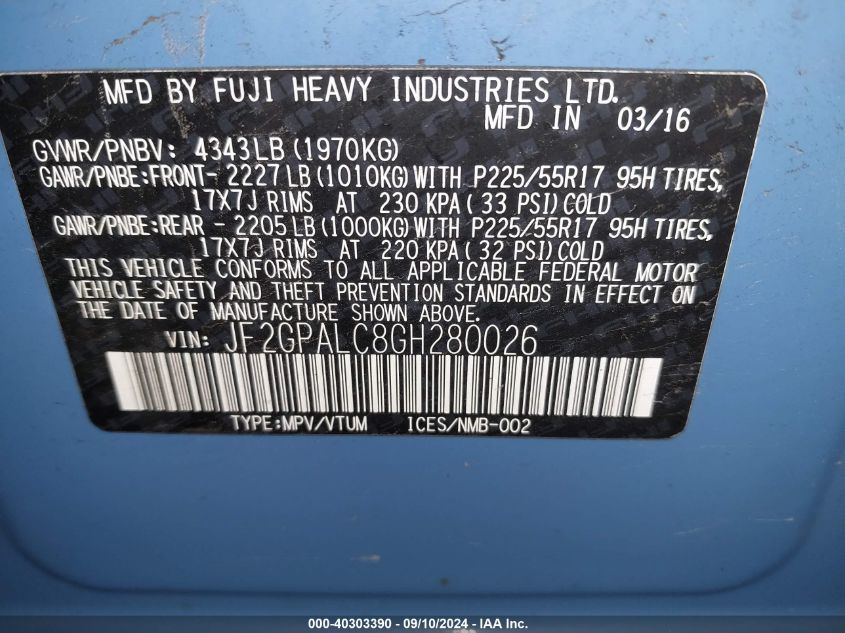 MFD BY FUJI HEAVY INDUSTRIES LTD.
MFD IN 03/16
GVWR/PNBV: 4343LB (1970KG)
GAWR/PNBE:FRONT- 2227LB (1010KG) WITH P225/55R17 95H TIRES,
17X7J RIMS AT 230 KPA (33 PSI) COLD
GAWR/PNBE:REAR - 2205LB (1000KG) WITH P225/55R17 95H TIRES,
17X7J RIMS AT 220 KPA (32 PSI) COLD
THIS VEHICLE CONFORMS TO ALL APPLICABLE FEDERAL MOTOR
VEHICLE SAFETY AND THEFT PREVENTION STANDARDS IN EFFECT ON
THE DATE OF MANUFACTURE SHOWN ABOVE.
VIN: JF2GPALC8GH280026
TYPE:MPV/VTUM ICES/NMB-002
000-40303390 - 09/10/2024 - IAA Inc.